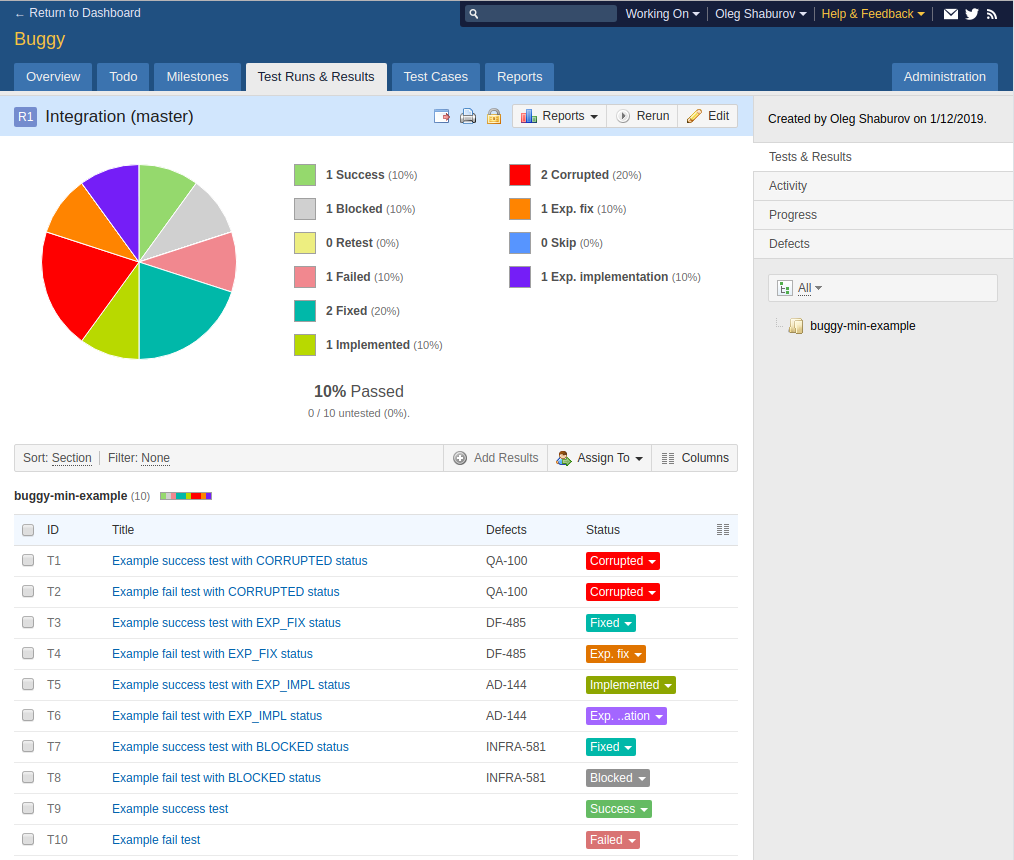 ← Return to Dashboard
Working On
Oleg Shaburov
Help & Feedback
Buggy
Overview
Todo
Milestones
Test Runs & Results
Test Cases
Reports
Administration
R1 Integration (master)
Reports
Rerun
Edit
Created by Oleg Shaburov on 1/12/2019.
Tests & Results
Activity
Progress
Defects
All
buggy-min-example
1 Success (10%)
1 Blocked (10%)
0 Retest (0%)
1 Failed (10%)
2 Fixed (20%)
1 Implemented (10%)
2 Corrupted (20%)
1 Exp. fix (10%)
0 Skip (0%)
1 Exp. implementation (10%)
10% Passed
0 / 10 untested (0%).
Sort: Section
Filter: None
Add Results
Assign To
Columns
buggy-min-example (10)
ID Title Defects Status
T1 Example success test with CORRUPTED status QA-100 Corrupted
T2 Example fail test with CORRUPTED status QA-100 Corrupted
T3 Example success test with EXP_FIX status DF-485 Fixed
T4 Example fail test with EXP_FIX status DF-485 Exp. fix
T5 Example success test with EXP_IMPL status AD-144 Implemented
T6 Example fail test with EXP_IMPL status AD-144 Exp. ..ation
T7 Example success test with BLOCKED status INFRA-581 Fixed
T8 Example fail test with BLOCKED status INFRA-581 Blocked
T9 Example success test Success
T10 Example fail test Failed